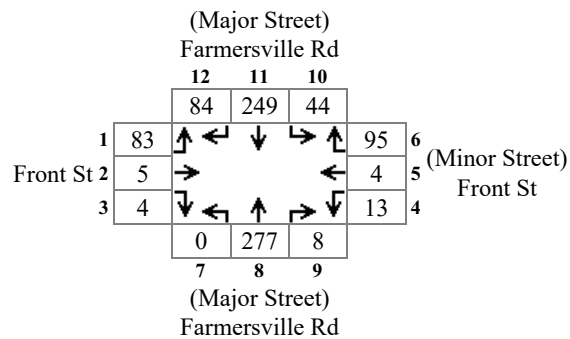 (Major Street)
Farmersville Rd
12 11 10
84 249 44
1 83 95 6
Front St 2 5 4 5 (Minor Street)
Front St
3 4 13 4
0 277 8
7 8 9
(Major Street)
Farmersville Rd